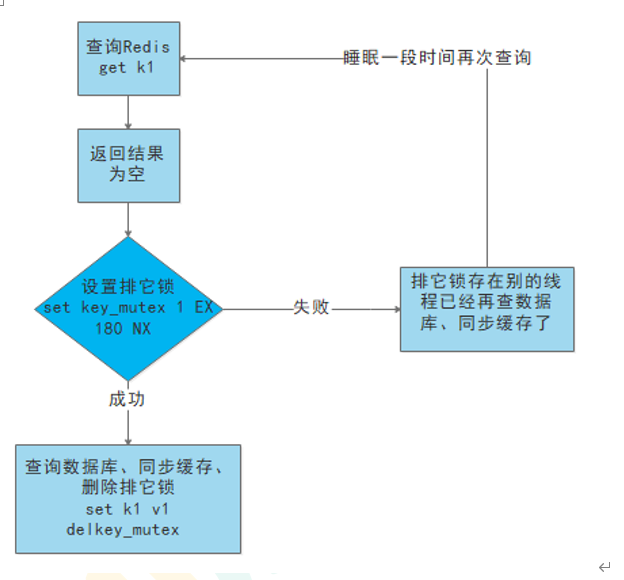 查询Redis
get k1
睡眠一段时间再次查询
返回结果
为空
设置排它锁
set key_mutex 1 EX
180 NX
失败
排它锁存在别的线
程已经再查数据
库、同步缓存了
成功
查询数据库、同步缓存、
删除排它锁
set k1 v1
delkey_mutex